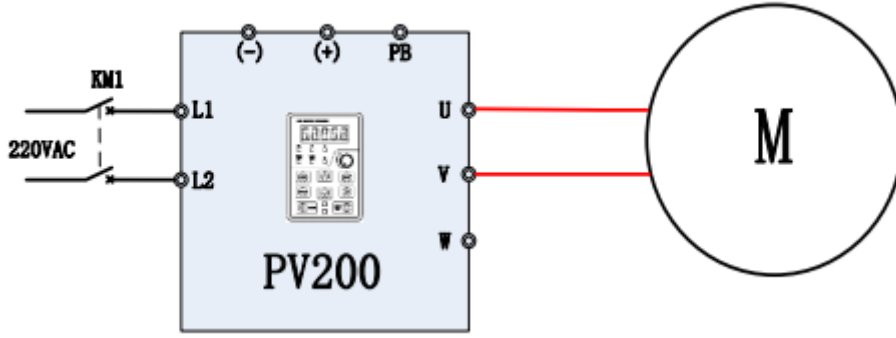 (-) (+) PB
KM1
L1
U
220VAC
V
L2
W
M
PV200